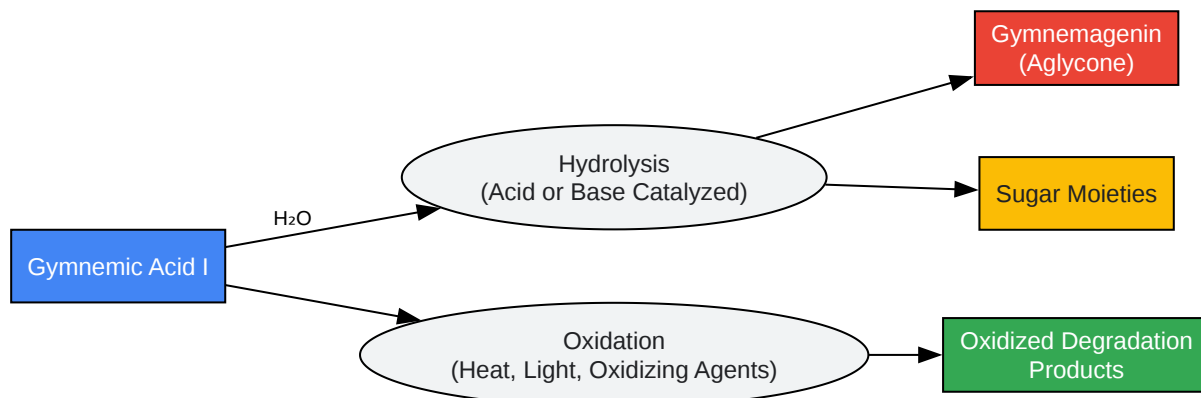 Gymnemagenin
(Aglycone)
Hydrolysis
(Acid or Base Catalyzed)
Sugar Moieties
H₂O
Gymnemic Acid I
Oxidation
(Heat, Light, Oxidizing Agents)
Oxidized Degradation
Products